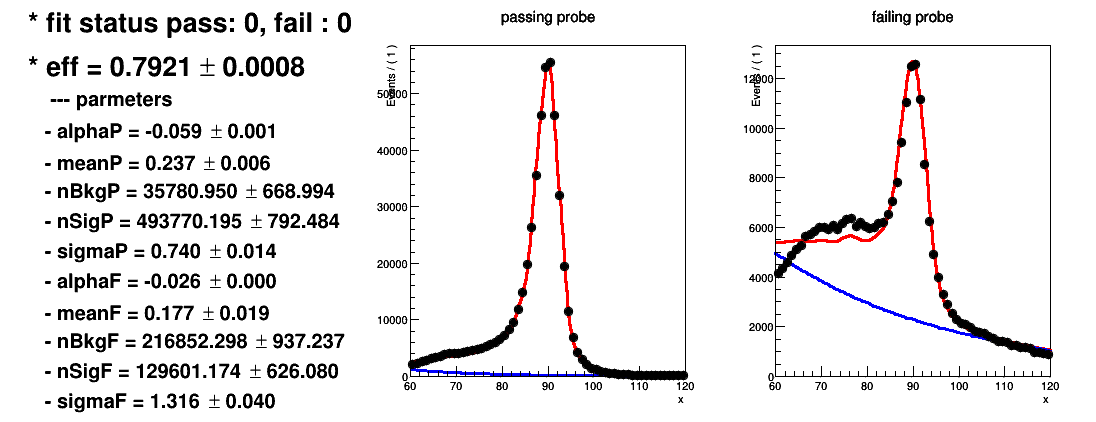 * fit status pass: 0, fail : 0
* eff = 0.7921 ± 0.0008
--- parmeters
- alphaP = -0.059 ± 0.001
- meanP = 0.237 ± 0.006
- nBkgP = 35780.950 ± 668.994
- nSigP = 493770.195 ± 792.484
- sigmaP = 0.740 ± 0.014
- alphaF = -0.026 ± 0.000
- meanF = 0.177 ± 0.019
- nBkgF = 216852.298 ± 937.237
- nSigF = 129601.174 ± 626.080
- sigmaF = 1.316 ± 0.040
passing probe
Events / ( 1 )
50000
40000
30000
20000
10000
0
60 70 80 90 100 110 120
x
failing probe
Events / ( 1 )
12000
10000
8000
6000
4000
2000
0
60 70 80 90 100 110 120
x